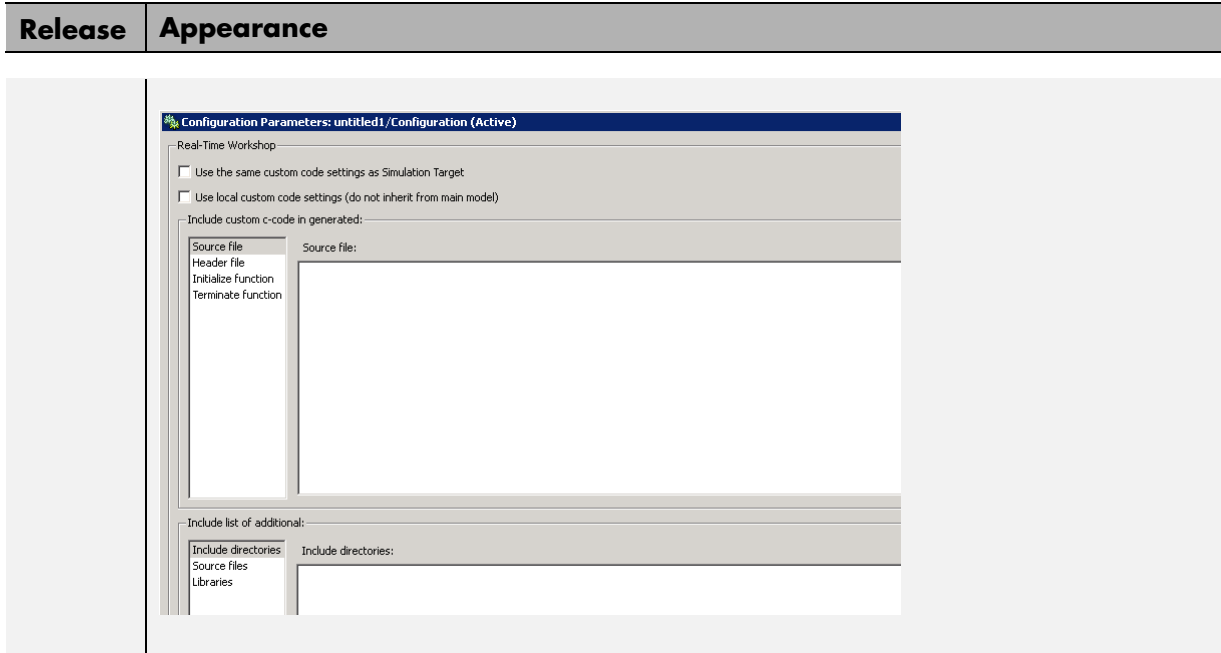 Release Appearance
Configuration Parameters: untitled1/Configuration (Active)
Real-Time Workshop
Use the same custom code settings as Simulation Target
Use local custom code settings (do not inherit from main model)
Include custom c-code in generated:
Source file
Header file
Initialize function
Terminate function
Source file:
Include list of additional:
Include directories
Source files
Libraries
Include directories: